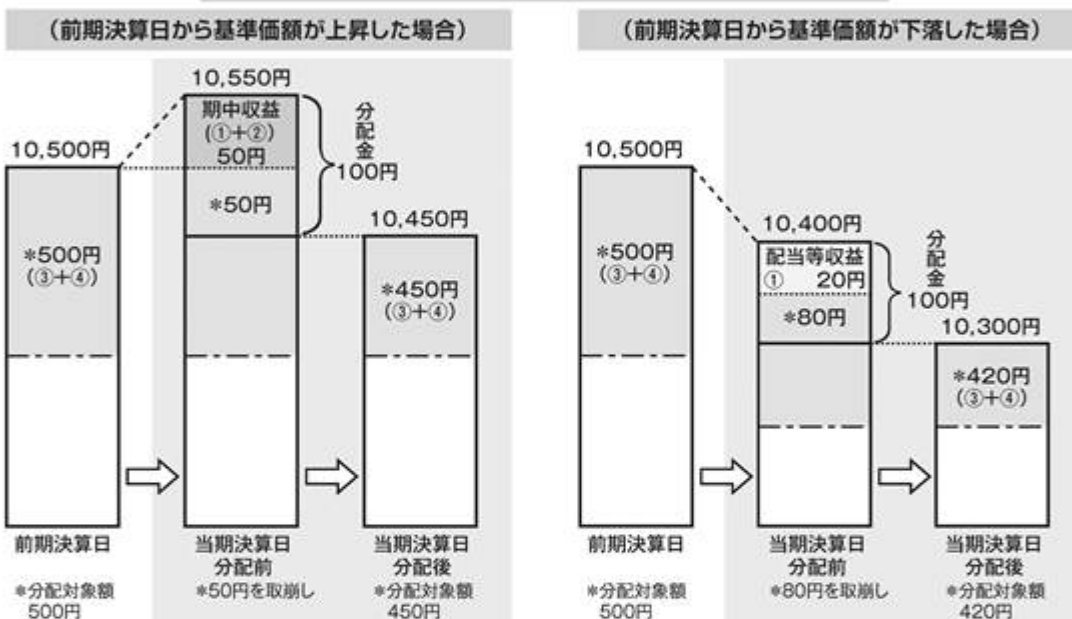 (前期決算日から基準価額が上昇した場合)
10,550円
期中収益
(①+②)
50円
分配金
100円
10,500円
*50円
10,450円
*500円
(③+④)
*450円
(③+④)
前期決算日
当期決算日
分配前
当期決算日
分配後
*分配対象額
500円
*50円を取崩し
*分配対象額
450円
(前期決算日から基準価額が下落した場合)
10,500円
10,400円
*500円
(③+④)
配当等収益
① 20円
分配金
100円
*80円
10,300円
*420円
(③+④)
前期決算日
当期決算日
分配前
当期決算日
分配後
*分配対象額
500円
*80円を取崩し
*分配対象額
420円